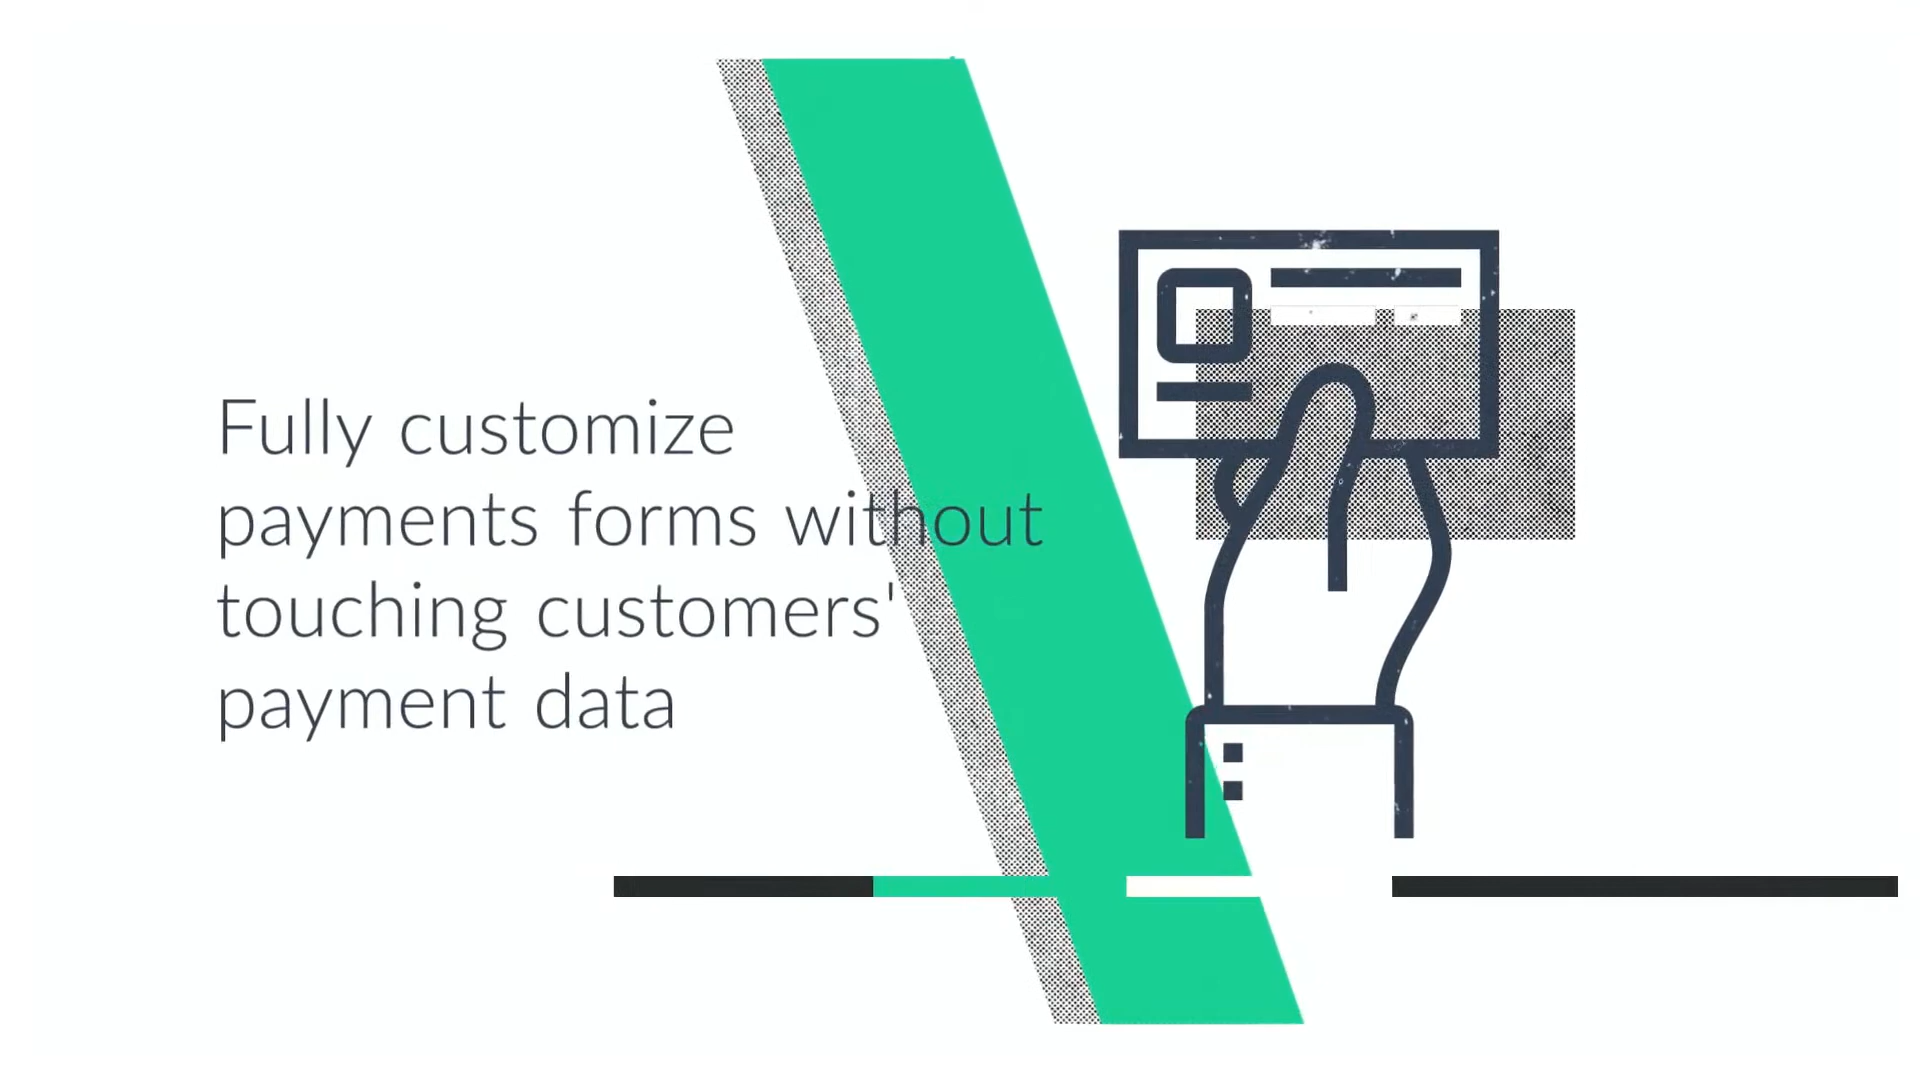 Fully customize
payments forms without
touching customers'
payment data